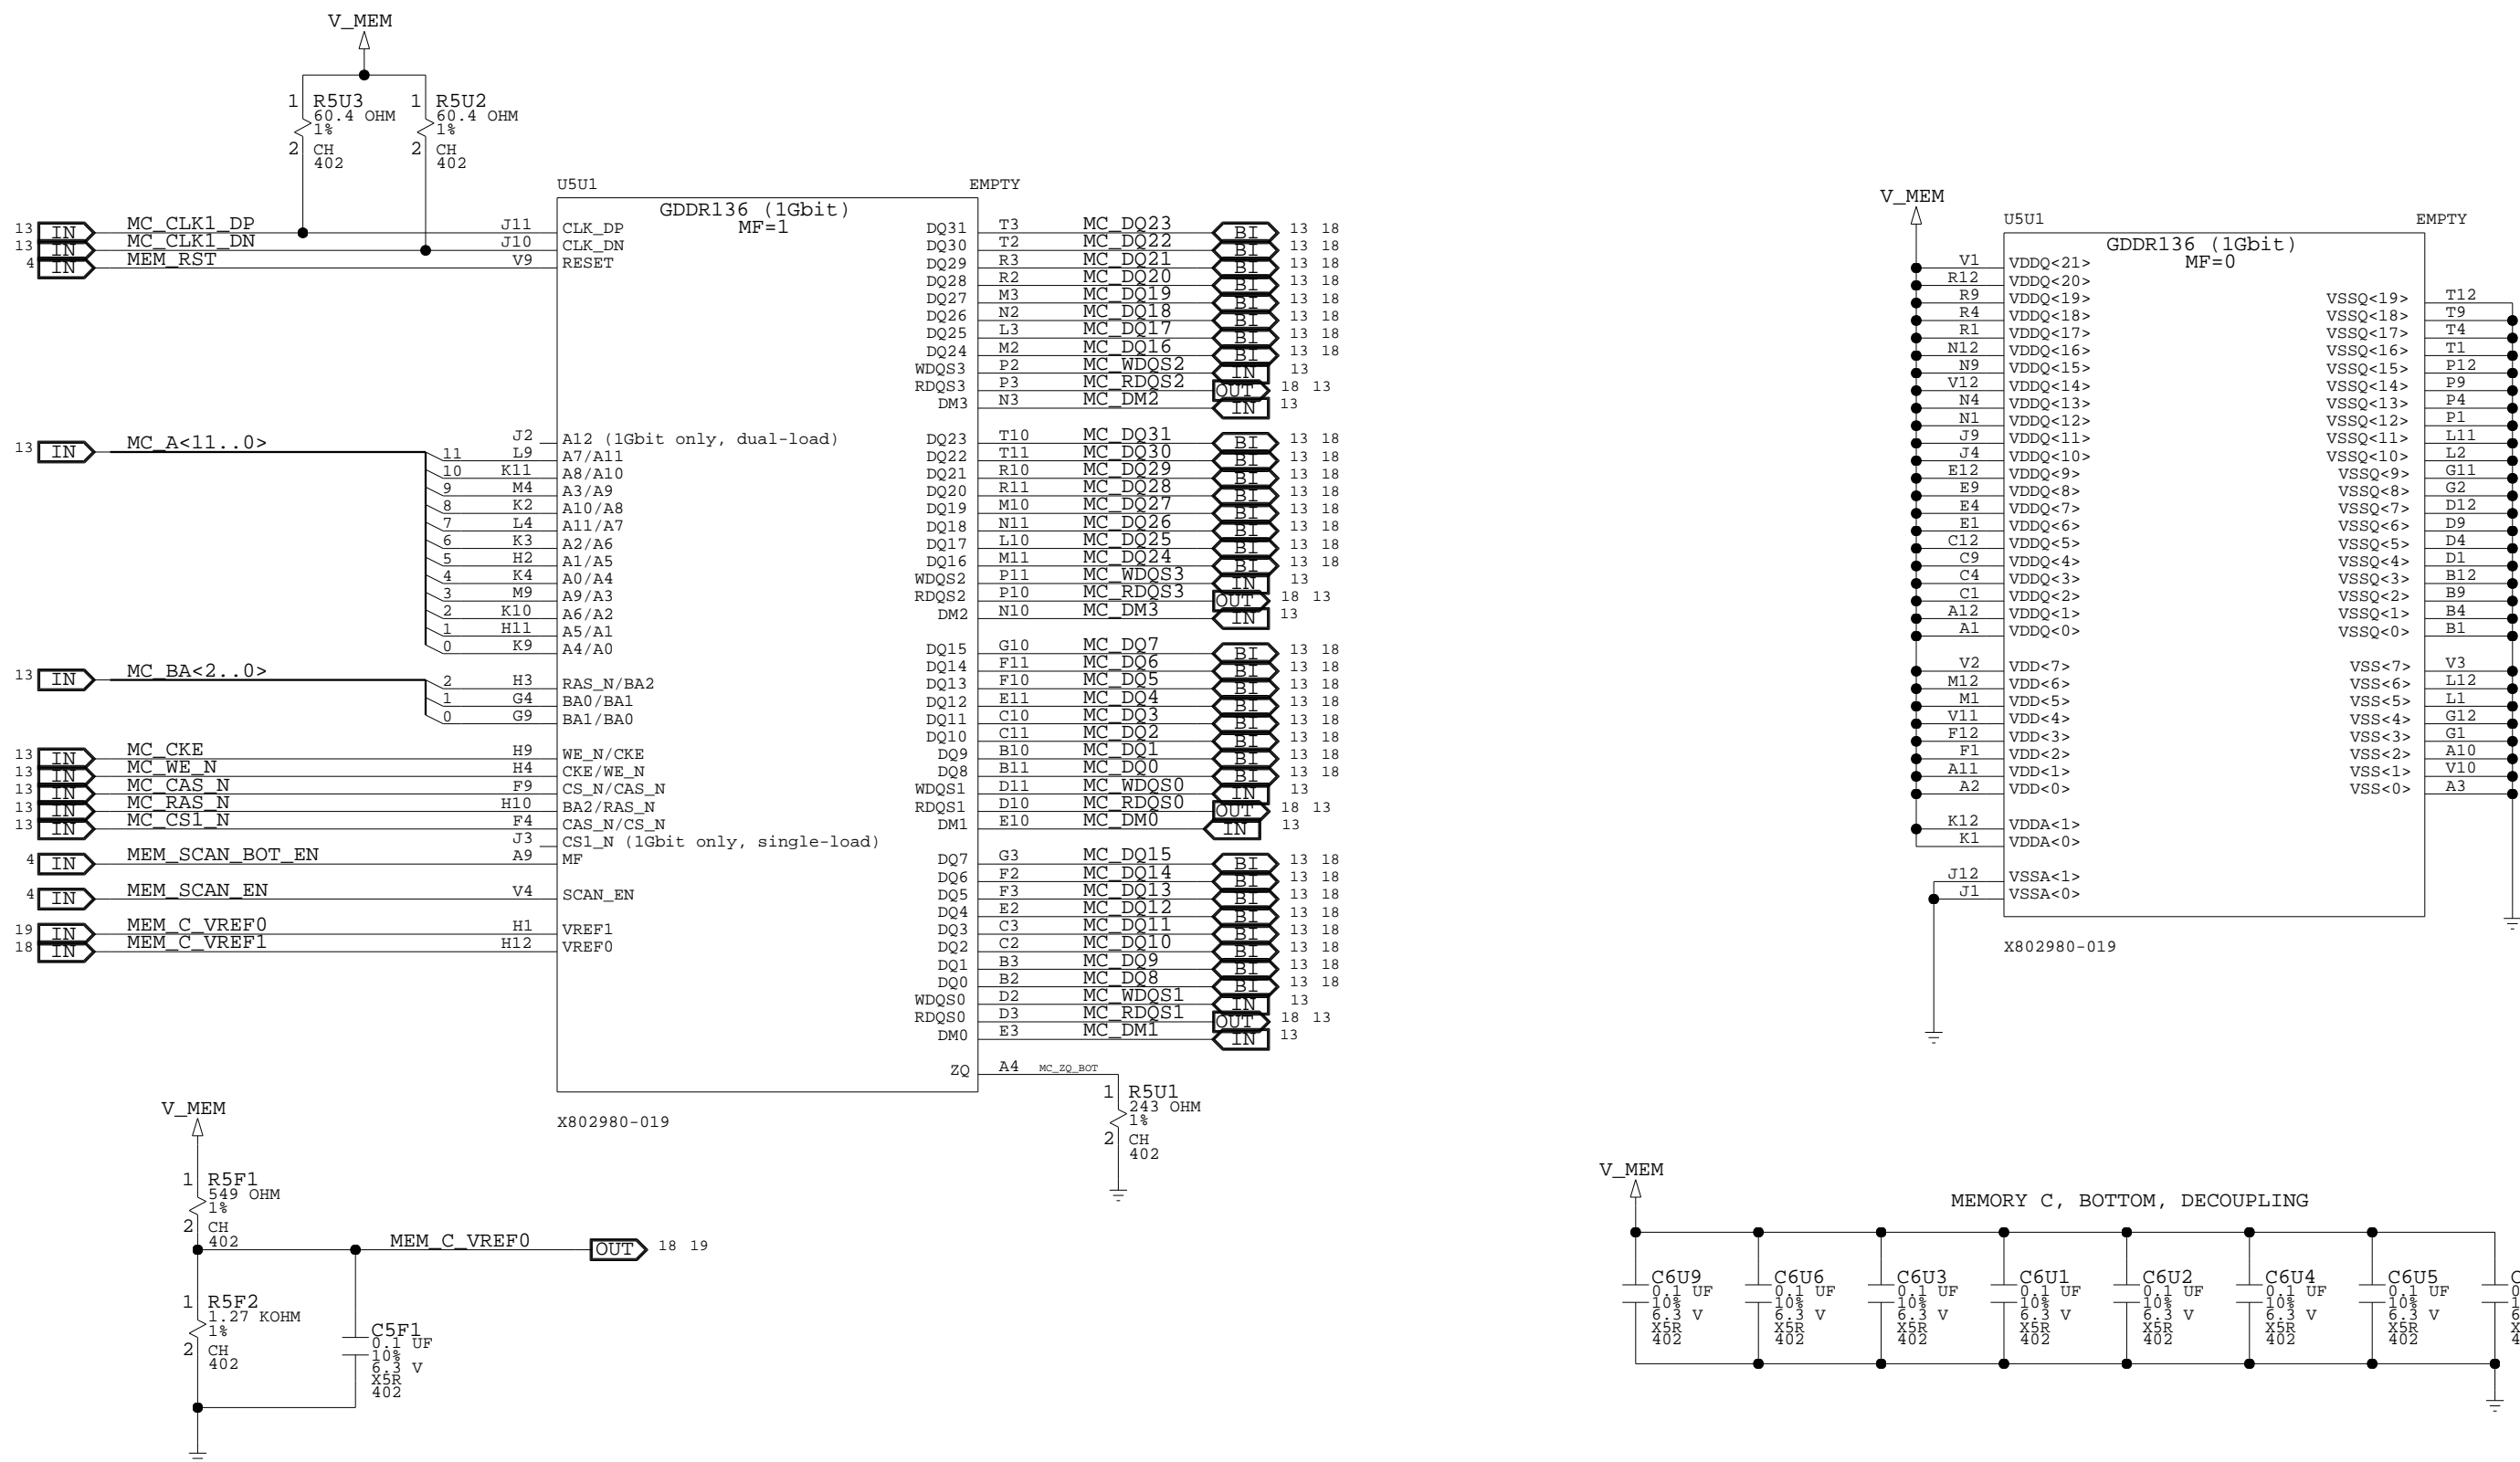 V_MEM
1 R5U3
60.4 OHM
1%
2 CH
402
1 R5U2
60.4 OHM
1%
2 CH
402
U5U1 EMPTY
GDDR136 (1Gbit)
MF=1
13 IN MC_CLK1_DP J11 CLK_DP
13 IN MC_CLK1_DN J10 CLK_DN
4 IN MEM_RST V9 RESET
13 IN MC_A<11..0>
J2 A12 (1Gbit only, dual-load)
11 L9 A7/A11
10 K11 A8/A10
9 M4 A3/A9
8 K2 A10/A8
7 L4 A11/A7
6 K3 A2/A6
5 H2 A1/A5
4 K4 A0/A4
3 M9 A9/A3
2 K10 A6/A2
1 H11 A5/A1
0 K9 A4/A0
13 IN MC_BA<2..0>
2 H3 RAS_N/BA2
1 G4 BA0/BA1
0 G9 BA1/BA0
13 IN MC_CKE H9 WE_N/CKE
13 IN MC_WE_N H4 CKE/WE_N
13 IN MC_CAS_N F9 CS_N/CAS_N
13 IN MC_RAS_N H10 BA2/RAS_N
13 IN MC_CS1_N F4 CAS_N/CS_N
J3 CS1_N (1Gbit only, single-load)
4 IN MEM_SCAN_BOT_EN A9 MF
4 IN MEM_SCAN_EN V4 SCAN_EN
19 IN MEM_C_VREF0 H1 VREF1
18 IN MEM_C_VREF1 H12 VREF0
DQ31 T3 MC_DQ23 BI 13 18
DQ30 T2 MC_DQ22 BI 13 18
DQ29 R3 MC_DQ21 BI 13 18
DQ28 R2 MC_DQ20 BI 13 18
DQ27 M3 MC_DQ19 BI 13 18
DQ26 N2 MC_DQ18 BI 13 18
DQ25 L3 MC_DQ17 BI 13 18
DQ24 M2 MC_DQ16 BI 13 18
WDQS3 P2 MC_WDQS2 IN 13
RDQS3 P3 MC_RDQS2 OUT 18 13
DM3 N3 MC_DM2 IN 13
DQ23 T10 MC_DQ31 BI 13 18
DQ22 T11 MC_DQ30 BI 13 18
DQ21 R10 MC_DQ29 BI 13 18
DQ20 R11 MC_DQ28 BI 13 18
DQ19 M10 MC_DQ27 BI 13 18
DQ18 N11 MC_DQ26 BI 13 18
DQ17 L10 MC_DQ25 BI 13 18
DQ16 M11 MC_DQ24 BI 13 18
WDQS2 P11 MC_WDQS3 IN 13
RDQS2 P10 MC_RDQS3 OUT 18 13
DM2 N10 MC_DM3 IN 13
DQ15 G10 MC_DQ7 BI 13 18
DQ14 F11 MC_DQ6 BI 13 18
DQ13 F10 MC_DQ5 BI 13 18
DQ12 E11 MC_DQ4 BI 13 18
DQ11 C10 MC_DQ3 BI 13 18
DQ10 C11 MC_DQ2 BI 13 18
DQ9 B10 MC_DQ1 BI 13 18
DQ8 B11 MC_DQ0 BI 13 18
WDQS1 D11 MC_WDQS0 IN 13
RDQS1 D10 MC_RDQS0 OUT 18 13
DM1 E10 MC_DM0 IN 13
DQ7 G3 MC_DQ15 BI 13 18
DQ6 F2 MC_DQ14 BI 13 18
DQ5 F3 MC_DQ13 BI 13 18
DQ4 E2 MC_DQ12 BI 13 18
DQ3 C3 MC_DQ11 BI 13 18
DQ2 C2 MC_DQ10 BI 13 18
DQ1 B3 MC_DQ9 BI 13 18
DQ0 B2 MC_DQ8 BI 13 18
WDQS0 D2 MC_WDQS1 IN 13
RDQS0 D3 MC_RDQS1 OUT 18 13
DM0 E3 MC_DM1 IN 13
ZQ A4 MC_ZQ_BOT
X802980-019
1 R5U1
243 OHM
1%
2 CH
402
V_MEM
1 R5F1
549 OHM
1%
2 CH
402
MEM_C_VREF0 OUT 18 19
1 R5F2
1.27 KOHM
1%
2 CH
402
C5F1
0.1 UF
10%
6.3 V
X5R
402
V_MEM
U5U1 EMPTY
GDDR136 (1Gbit)
MF=0
V1 VDDQ<21>
R12 VDDQ<20>
R9 VDDQ<19> VSSQ<19> T12
R4 VDDQ<18> VSSQ<18> T9
R1 VDDQ<17> VSSQ<17> T4
N12 VDDQ<16> VSSQ<16> T1
N9 VDDQ<15> VSSQ<15> P12
V12 VDDQ<14> VSSQ<14> P9
N4 VDDQ<13> VSSQ<13> P4
N1 VDDQ<12> VSSQ<12> P1
J9 VDDQ<11> VSSQ<11> L11
J4 VDDQ<10> VSSQ<10> L2
E12 VDDQ<9> VSSQ<9> G11
E9 VDDQ<8> VSSQ<8> G2
E4 VDDQ<7> VSSQ<7> D12
E1 VDDQ<6> VSSQ<6> D9
C12 VDDQ<5> VSSQ<5> D4
C9 VDDQ<4> VSSQ<4> D1
C4 VDDQ<3> VSSQ<3> B12
C1 VDDQ<2> VSSQ<2> B9
A12 VDDQ<1> VSSQ<1> B4
A1 VDDQ<0> VSSQ<0> B1
V2 VDD<7> VSS<7> V3
M12 VDD<6> VSS<6> L12
M1 VDD<5> VSS<5> L1
V11 VDD<4> VSS<4> G12
F12 VDD<3> VSS<3> G1
F1 VDD<2> VSS<2> A10
A11 VDD<1> VSS<1> V10
A2 VDD<0> VSS<0> A3
K12 VDDA<1>
K1 VDDA<0>
J12 VSSA<1>
J1 VSSA<0>
X802980-019
V_MEM
MEMORY C, BOTTOM, DECOUPLING
C6U9 C6U6 C6U3 C6U1 C6U2 C6U4 C6U5
0.1 UF 0.1 UF 0.1 UF 0.1 UF 0.1 UF 0.1 UF 0.1 UF
10% 10% 10% 10% 10% 10% 10%
6.3 V 6.3 V 6.3 V 6.3 V 6.3 V 6.3 V 6.3 V
X5R X5R X5R X5R X5R X5R X5R
402 402 402 402 402 402 402